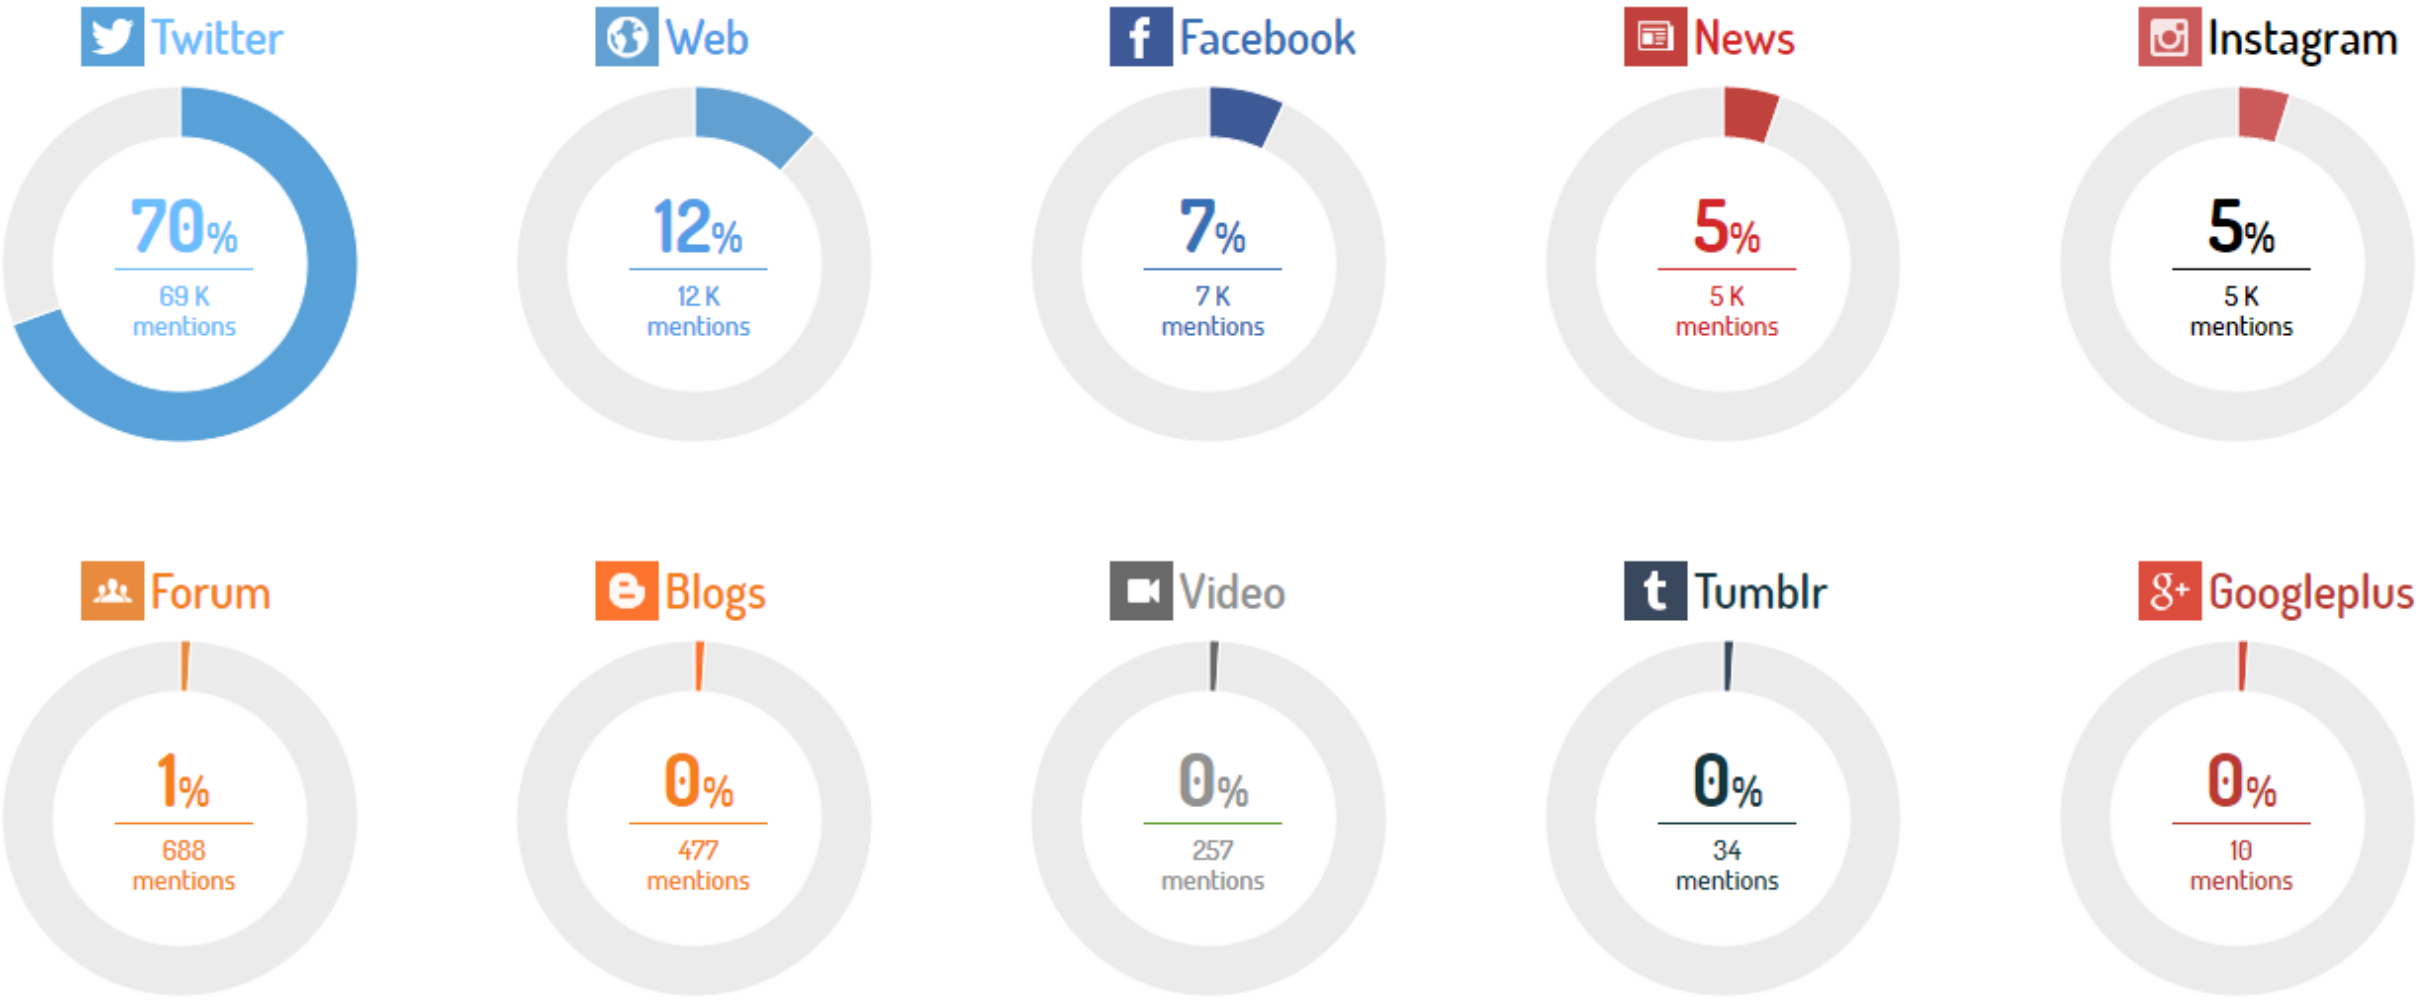 Twitter
Web
Facebook
News
Instagram
70%
12%
7%
5%
5%
69 K
12 K
7 K
5 K
5 K
mentions
mentions
mentions
mentions
mentions
Forum
Blogs
Video
Tumblr
Googleplus
1%
0%
0%
0%
0%
688
477
257
34
10
mentions
mentions
mentions
mentions
mentions